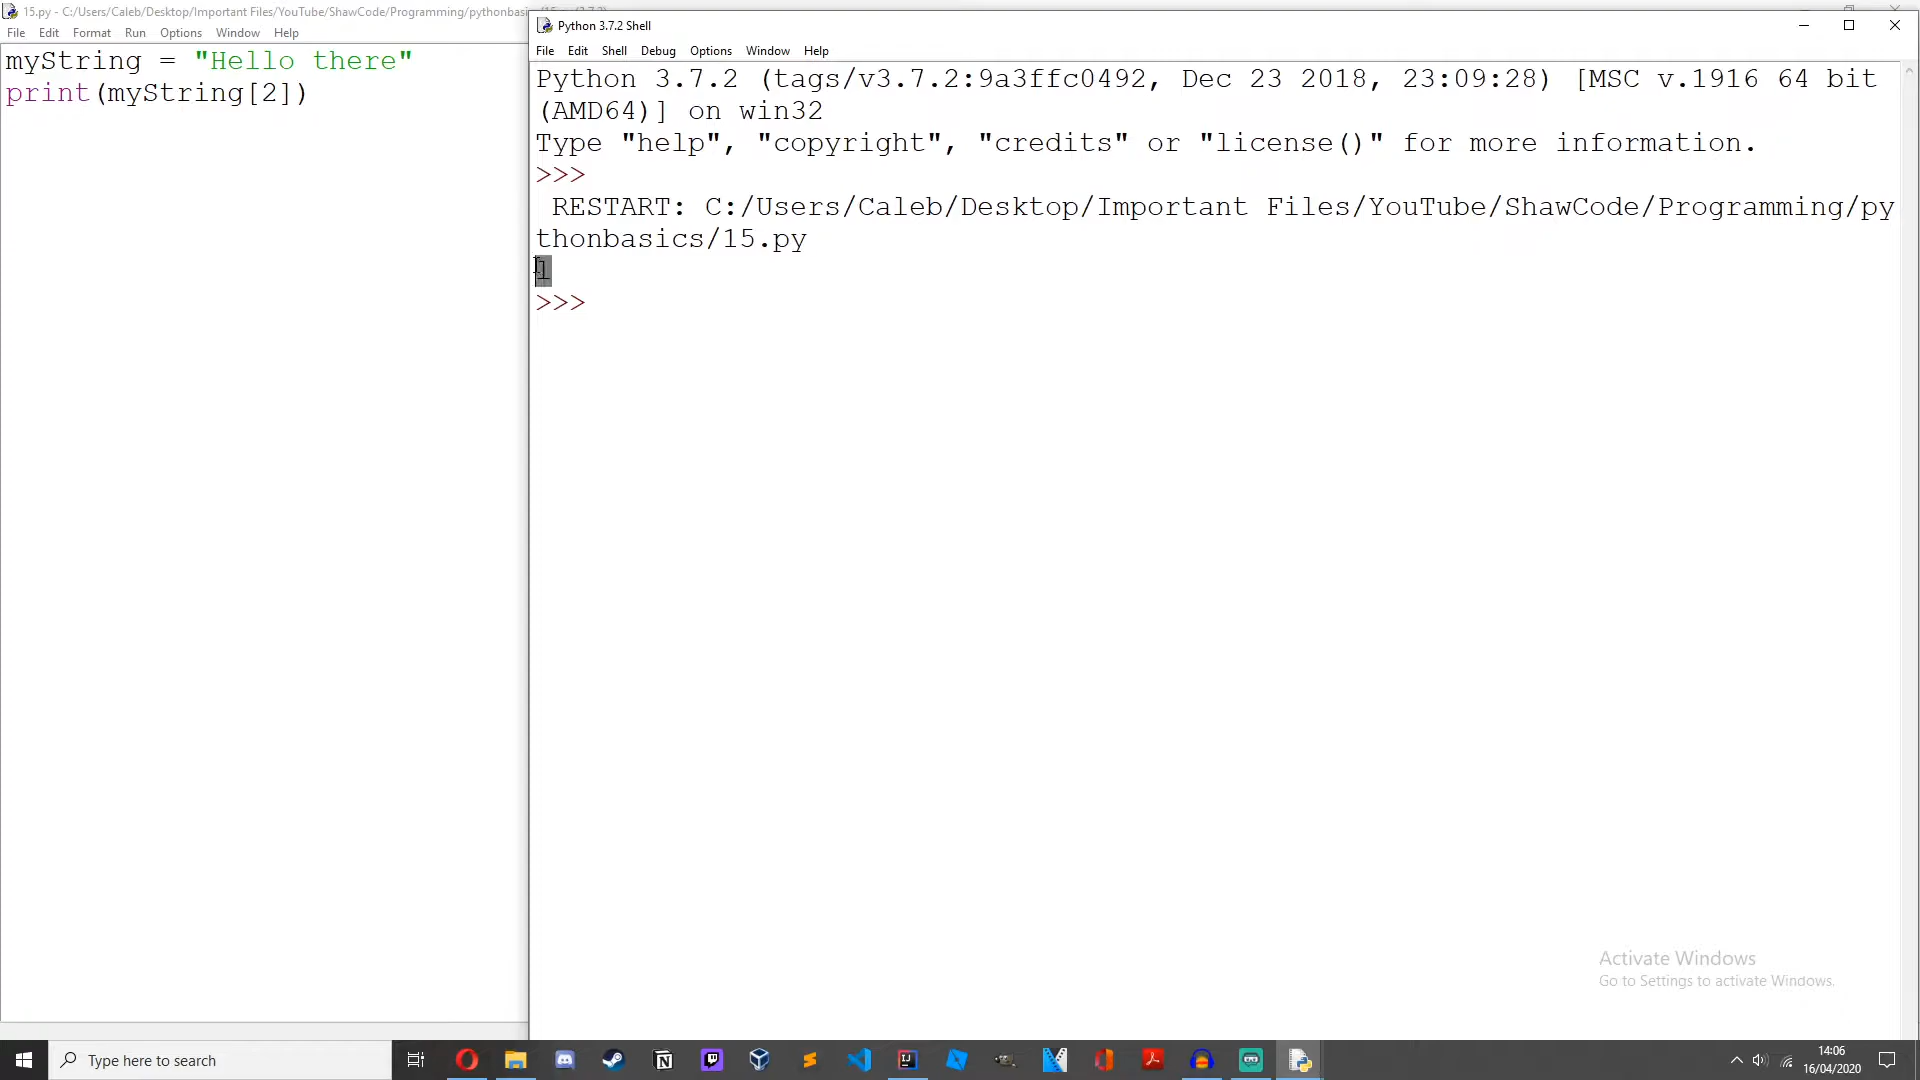 15.py - C:/Users/Caleb/Desktop/Important Files/YouTube/ShawCode/Programming/pythonbasi
File Edit Format Run Options Window Help
myString = "Hello there"
print(myString[2])
Python 3.7.2 Shell
File Edit Shell Debug Options Window Help
Python 3.7.2 (tags/v3.7.2:9a3ffc0492, Dec 23 2018, 23:09:28) [MSC v.1916 64 bit
(AMD64)] on win32
Type "help", "copyright", "credits" or "license()" for more information.
>>>
 RESTART: C:/Users/Caleb/Desktop/Important Files/YouTube/ShawCode/Programming/py
thonbasics/15.py
l
>>>
Activate Windows
Go to Settings to activate Windows.
Type here to search
14:06
16/04/2020